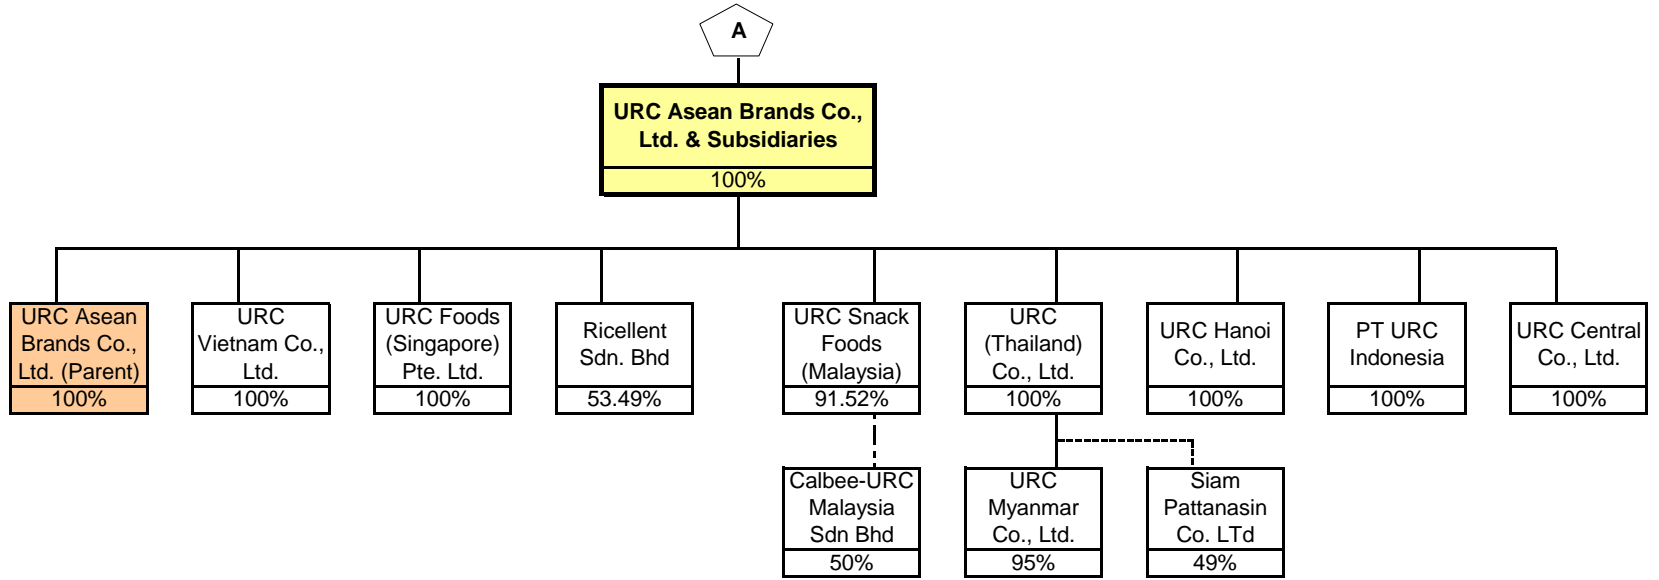 A
URC Asean Brands Co.,
Ltd. & Subsidiaries
100%
URC Asean
Brands Co.,
Ltd. (Parent)
100%
URC
Vietnam Co.,
Ltd.
100%
URC Foods
(Singapore)
Pte. Ltd.
100%
Ricellent
Sdn. Bhd
53.49%
URC Snack
Foods
(Malaysia)
91.52%
URC
(Thailand)
Co., Ltd.
100%
URC Hanoi
Co., Ltd.
100%
PT URC
Indonesia
100%
URC Central
Co., Ltd.
100%
Calbee-URC
Malaysia
Sdn Bhd
50%
URC
Myanmar
Co., Ltd.
95%
Siam
Pattanasin
Co. LTd
49%